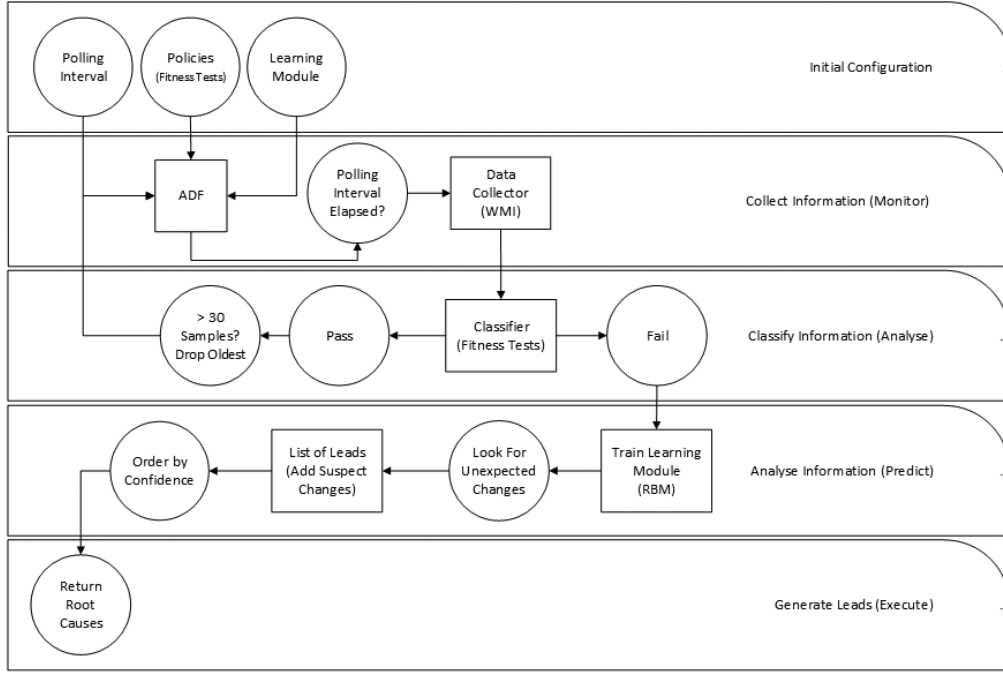 Polling
Interval
Policies
(Fitness Tests)
Learning
Module
Initial Configuration
ADF
Polling
Interval
Elapsed?
Data
Collector
(WMI)
Collect Information (Monitor)
> 30
Samples?
Drop Oldest
Pass
Classifier
(Fitness Tests)
Fail
Classify Information (Analyse)
Order by
Confidence
List of Leads
(Add Suspect
Changes)
Look For
Unexpected
Changes
Train Learning
Module
(RBM)
Analyse Information (Predict)
Return
Root
Causes
Generate Leads (Execute)